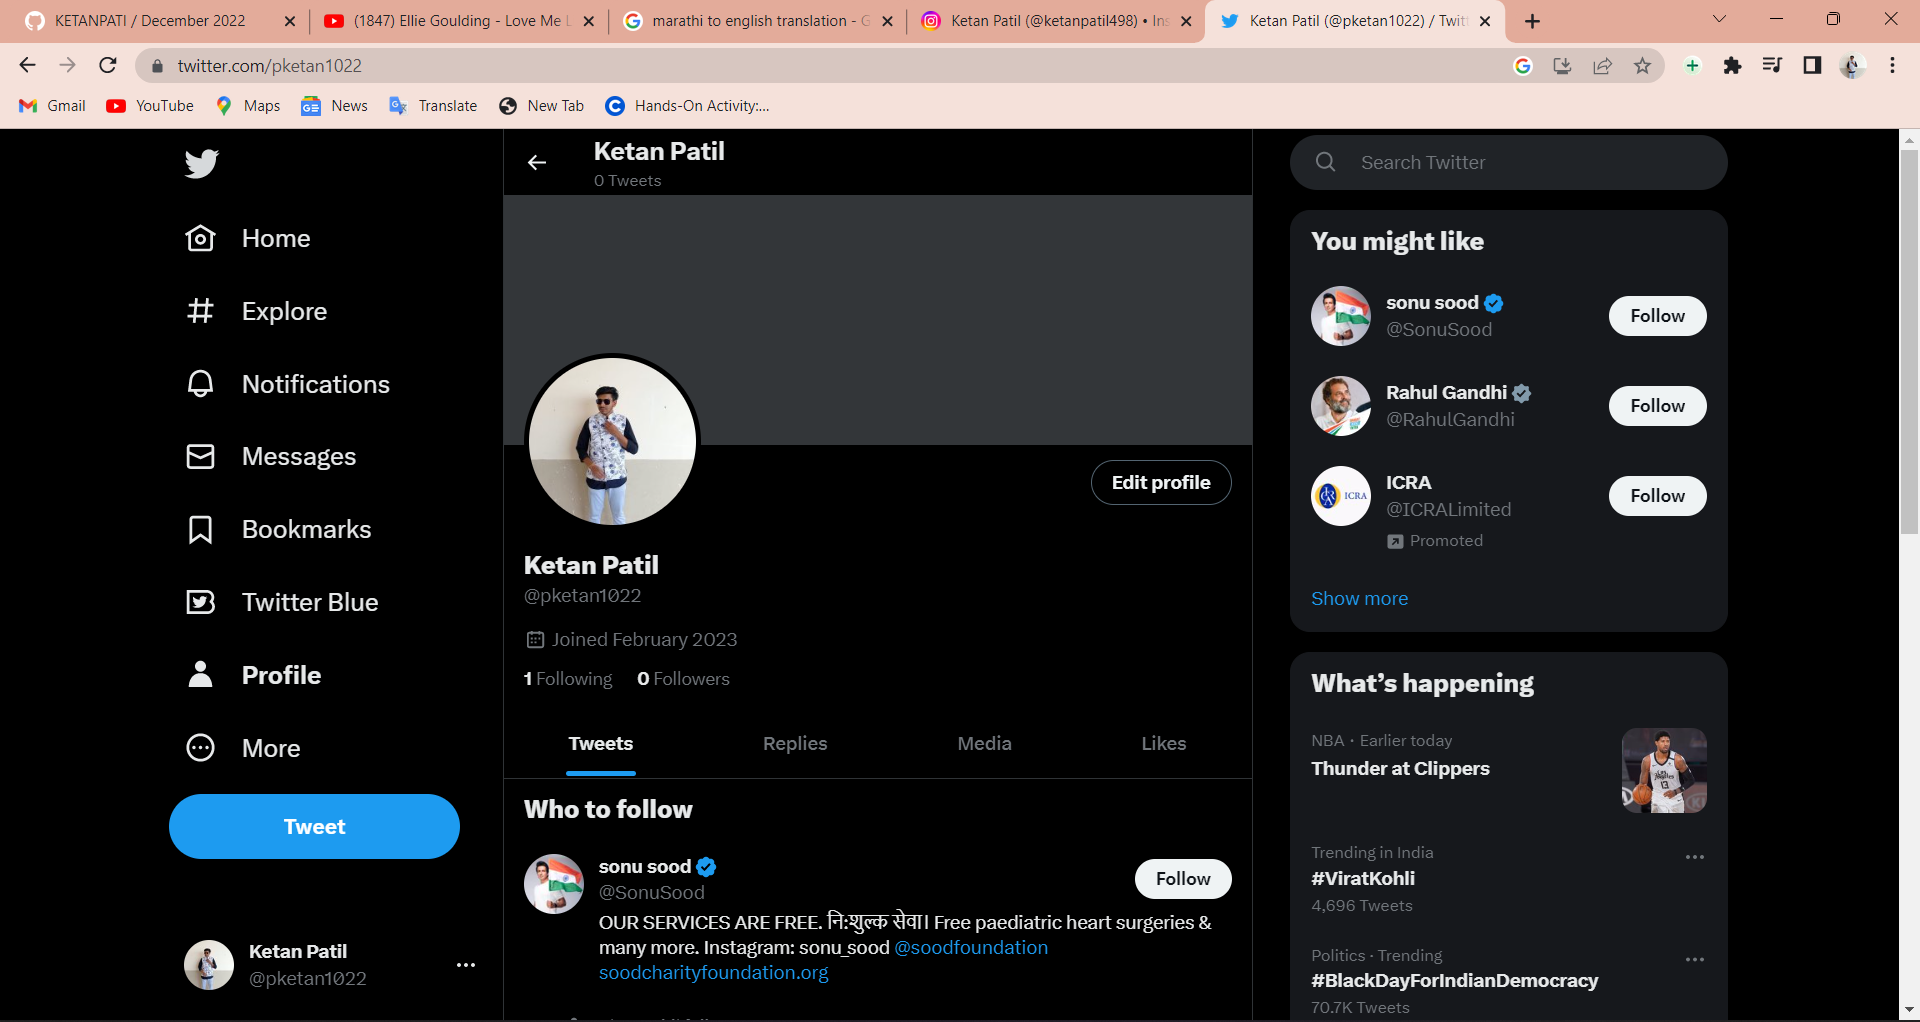 KETANPATI / December 2022
(1847) Ellie Goulding - Love Me L
marathi to english translation - G
Ketan Patil (@ketanpatil498) • Ins
Ketan Patil (@pketan1022) / Twitt
twitter.com/pketan1022
Gmail
YouTube
Maps
News
Translate
New Tab
Hands-On Activity:...
Home
Explore
Notifications
Messages
Bookmarks
Twitter Blue
Profile
More
Tweet
Ketan Patil
@pketan1022
Ketan Patil
0 Tweets
Edit profile
Ketan Patil
@pketan1022
Joined February 2023
1 Following 0 Followers
Tweets Replies Media Likes
Who to follow
sonu sood
@SonuSood
Follow
OUR SERVICES ARE FREE. नि:शुल्क सेवा। Free paediatric heart surgeries &
many more. Instagram: sonu_sood @soodfoundation
soodcharityfoundation.org
Search Twitter
You might like
sonu sood
@SonuSood
Follow
Rahul Gandhi
@RahulGandhi
Follow
ICRA
ICRA
@ICRALimited
Follow
Promoted
Show more
What's happening
NBA · Earlier today
Thunder at Clippers
13
Trending in India
#ViratKohli
4,696 Tweets
Politics · Trending
#BlackDayForIndianDemocracy
70.7K Tweets